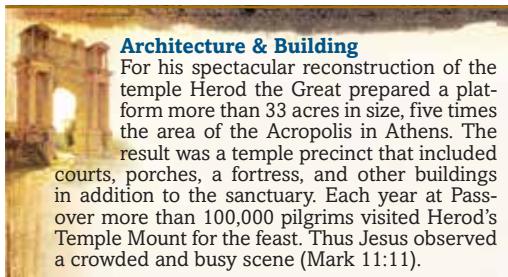 Architecture & Building
For his spectacular reconstruction of the
temple Herod the Great prepared a plat-
form more than 33 acres in size, five times
the area of the Acropolis in Athens. The
result was a temple precinct that included
courts, porches, a fortress, and other buildings
in addition to the sanctuary. Each year at Pass-
over more than 100,000 pilgrims visited Herod's
Temple Mount for the feast. Thus Jesus observed
a crowded and busy scene (Mark 11:11).